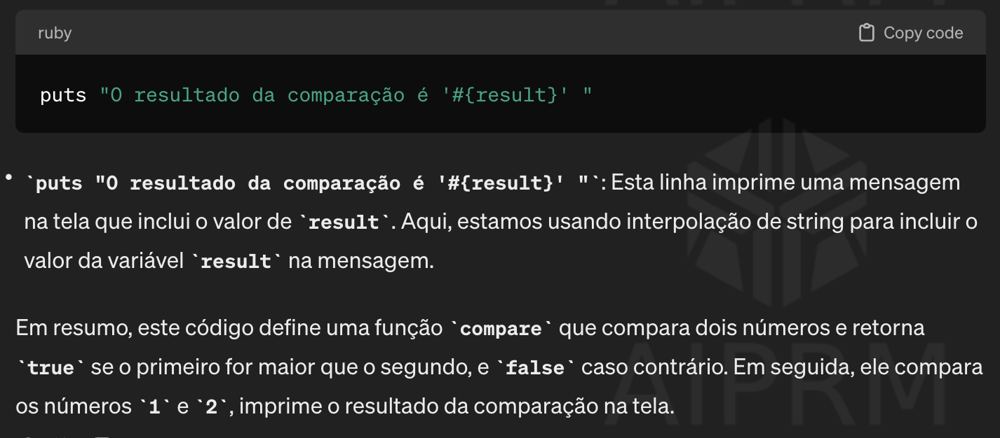 ruby
Copy code
puts "O resultado da comparação é '#{result}' "
• `puts "O resultado da comparação é '#{result}' "`: Esta linha imprime uma mensagem
na tela que inclui o valor de `result`. Aqui, estamos usando interpolação de string para incluir o
valor da variável `result` na mensagem.
Em resumo, este código define uma função `compare` que compara dois números e retorna
`true` se o primeiro for maior que o segundo, e `false` caso contrário. Em seguida, ele compara
os números `1` e `2`, imprime o resultado da comparação na tela.
AIPRM